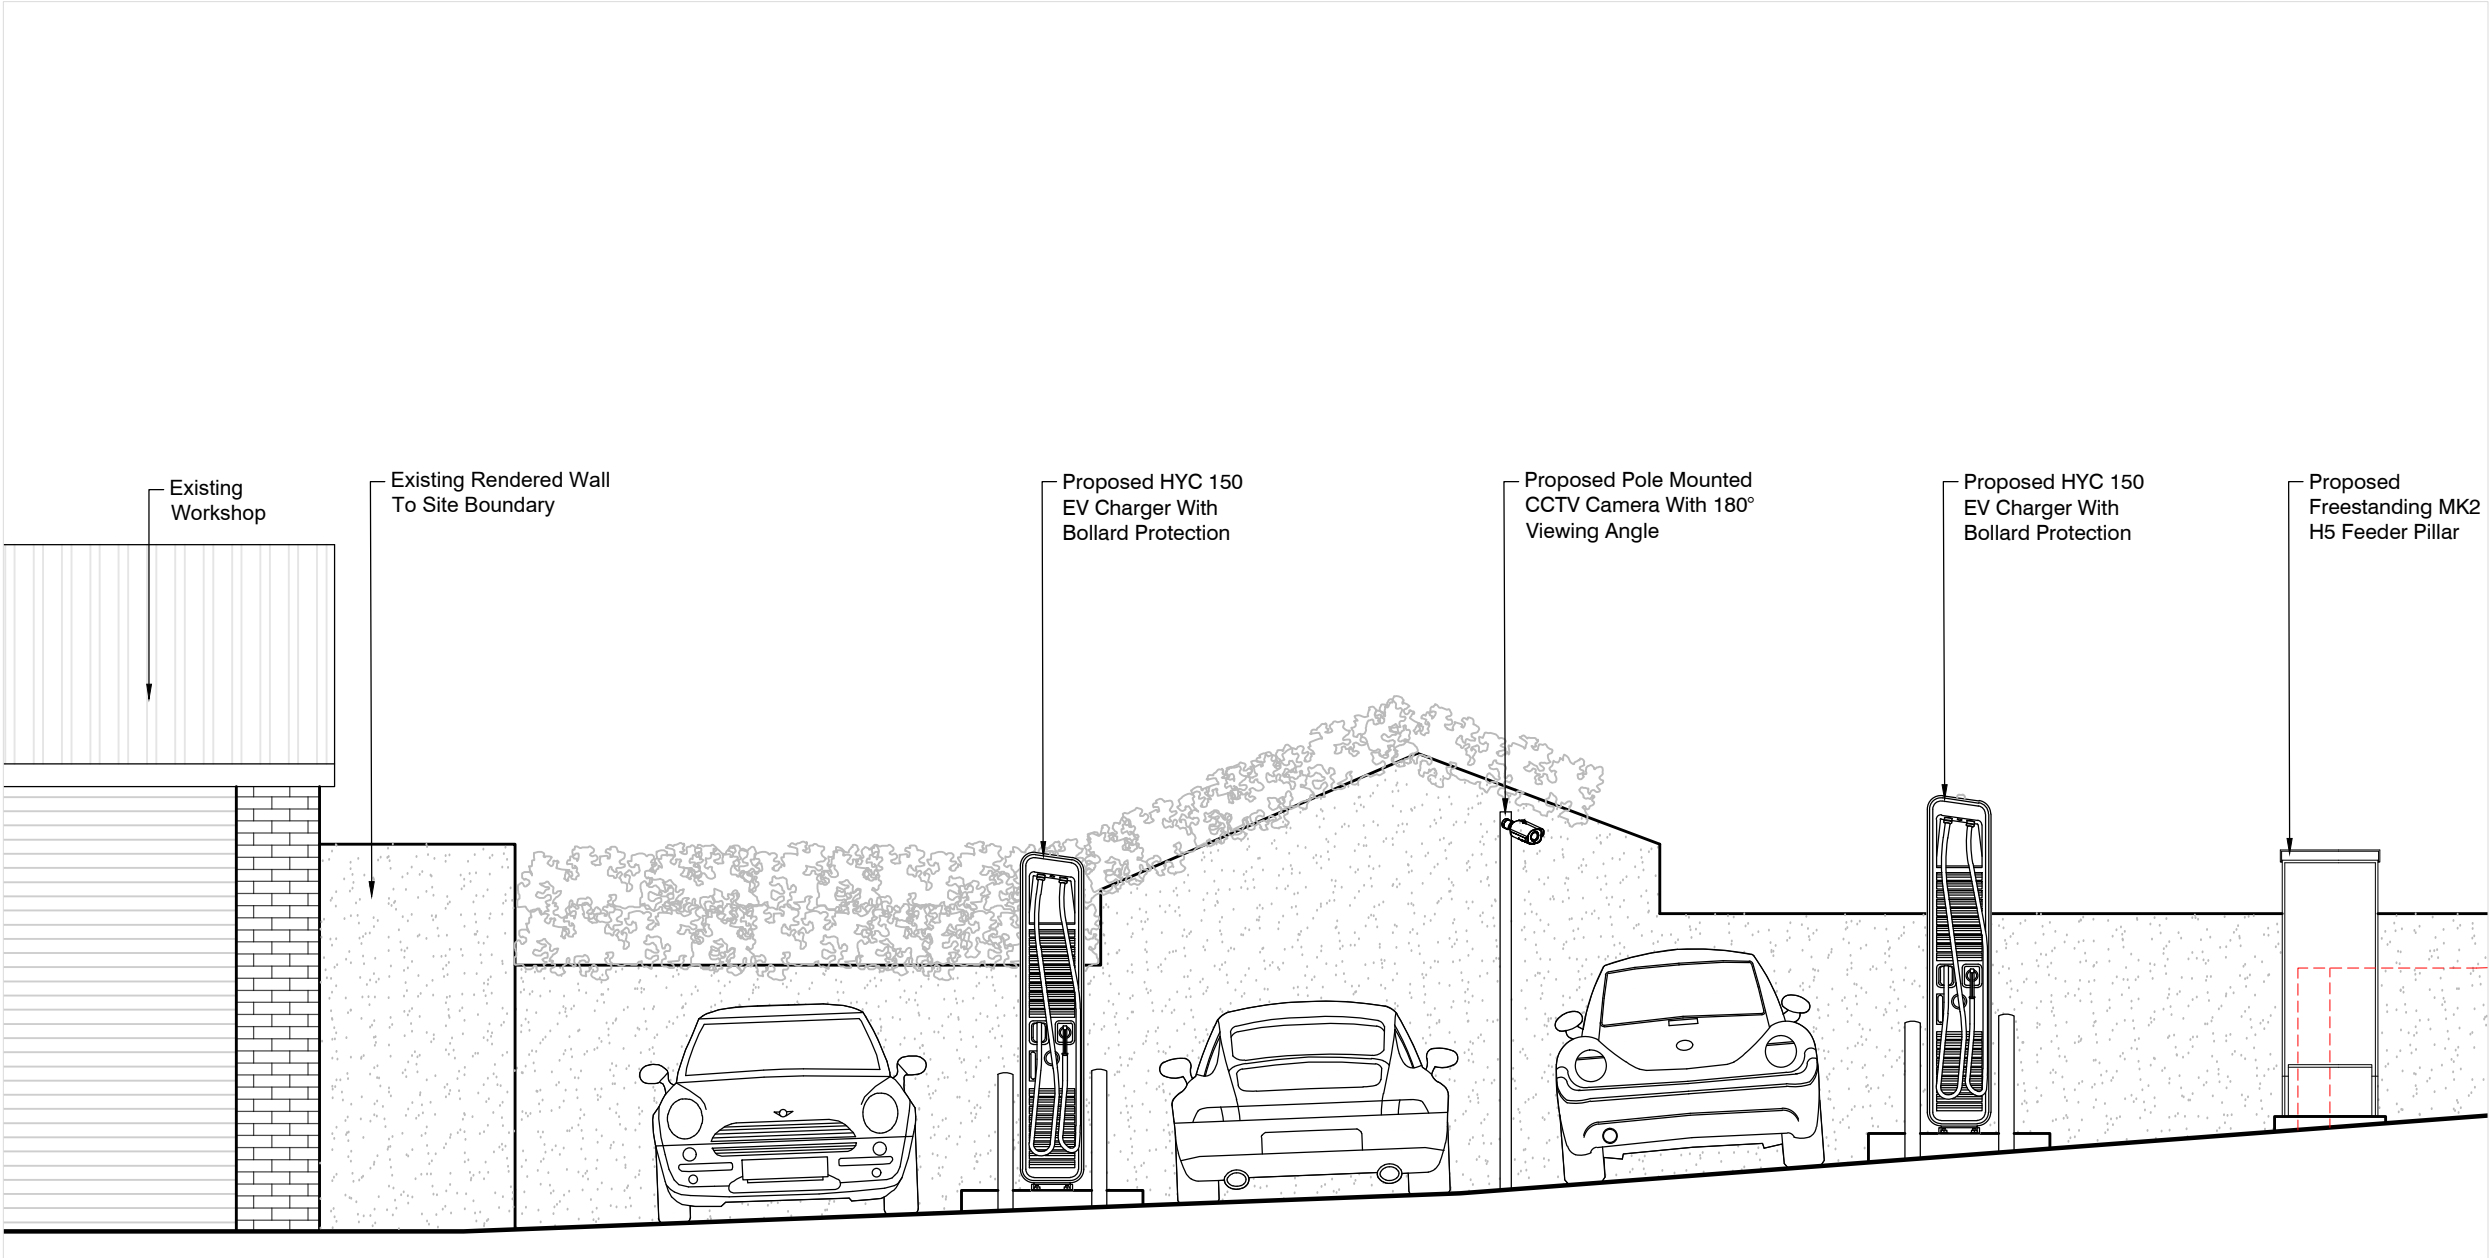 Existing
Workshop
Existing Rendered Wall
To Site Boundary
Proposed HYC 150
EV Charger With
Bollard Protection
Proposed Pole Mounted
CCTV Camera With 180°
Viewing Angle
Proposed HYC 150
EV Charger With
Bollard Protection
Proposed
Freestanding MK2
H5 Feeder Pillar